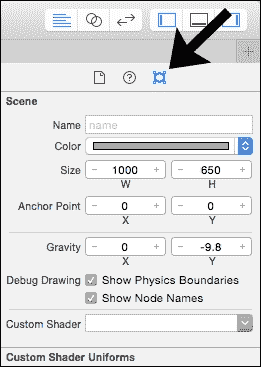 Scene
Name name
Color
Size - 1000 + - 650 +
W H
Anchor Point - 0 + - 0 +
X Y
Gravity - 0 + - -9.8 +
X Y
Debug Drawing Show Physics Boundaries
Show Node Names
Custom Shader
Custom Shader Uniforms